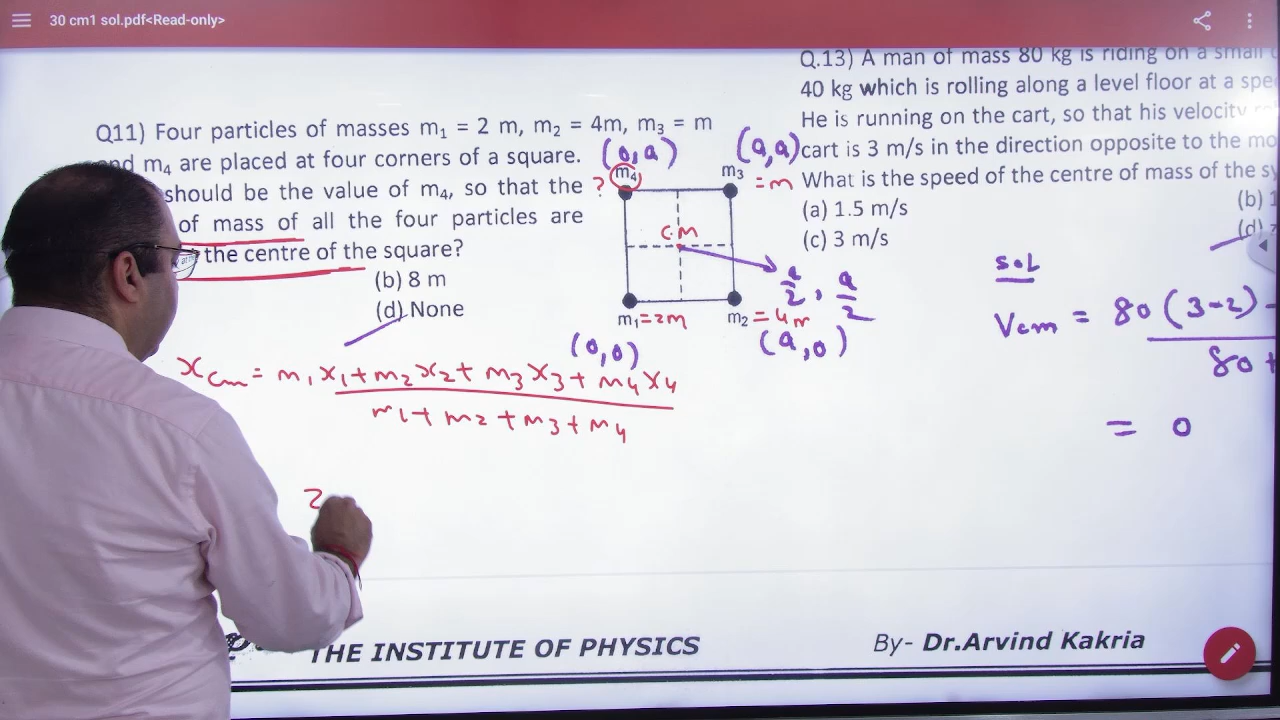 30 cm1 sol.pdf<Read-only>
Q11) Four particles of masses m₁ = 2 m, m₂ = 4m, m₃ = m
m₄ are placed at four corners of a square.
should be the value of m₄, so that the
of mass of all the four particles are
the centre of the square?
(b) 8 m
(d) None
(0,a)
(a,a)
m₄
m₃
?
=m
C·M
a/2, a/2
m₁=2m
m₂=4m
(0,0)
(a,0)
xcm = m₁x₁+m₂x₂+m₃x₃+m₄x₄
m₁+m₂+m₃+m₄
2
Q.13) A man of mass 80 kg is riding on a small
40 kg which is rolling along a level floor at a
He is running on the cart, so that his velocity
cart is 3 m/s in the direction opposite to the
What is the speed of the centre of mass of the
(a) 1.5 m/s
(b)
(c) 3 m/s
(d)
Sol
Vcm = 80(3-2)
80+
= 0
THE INSTITUTE OF PHYSICS
By- Dr.Arvind Kakria